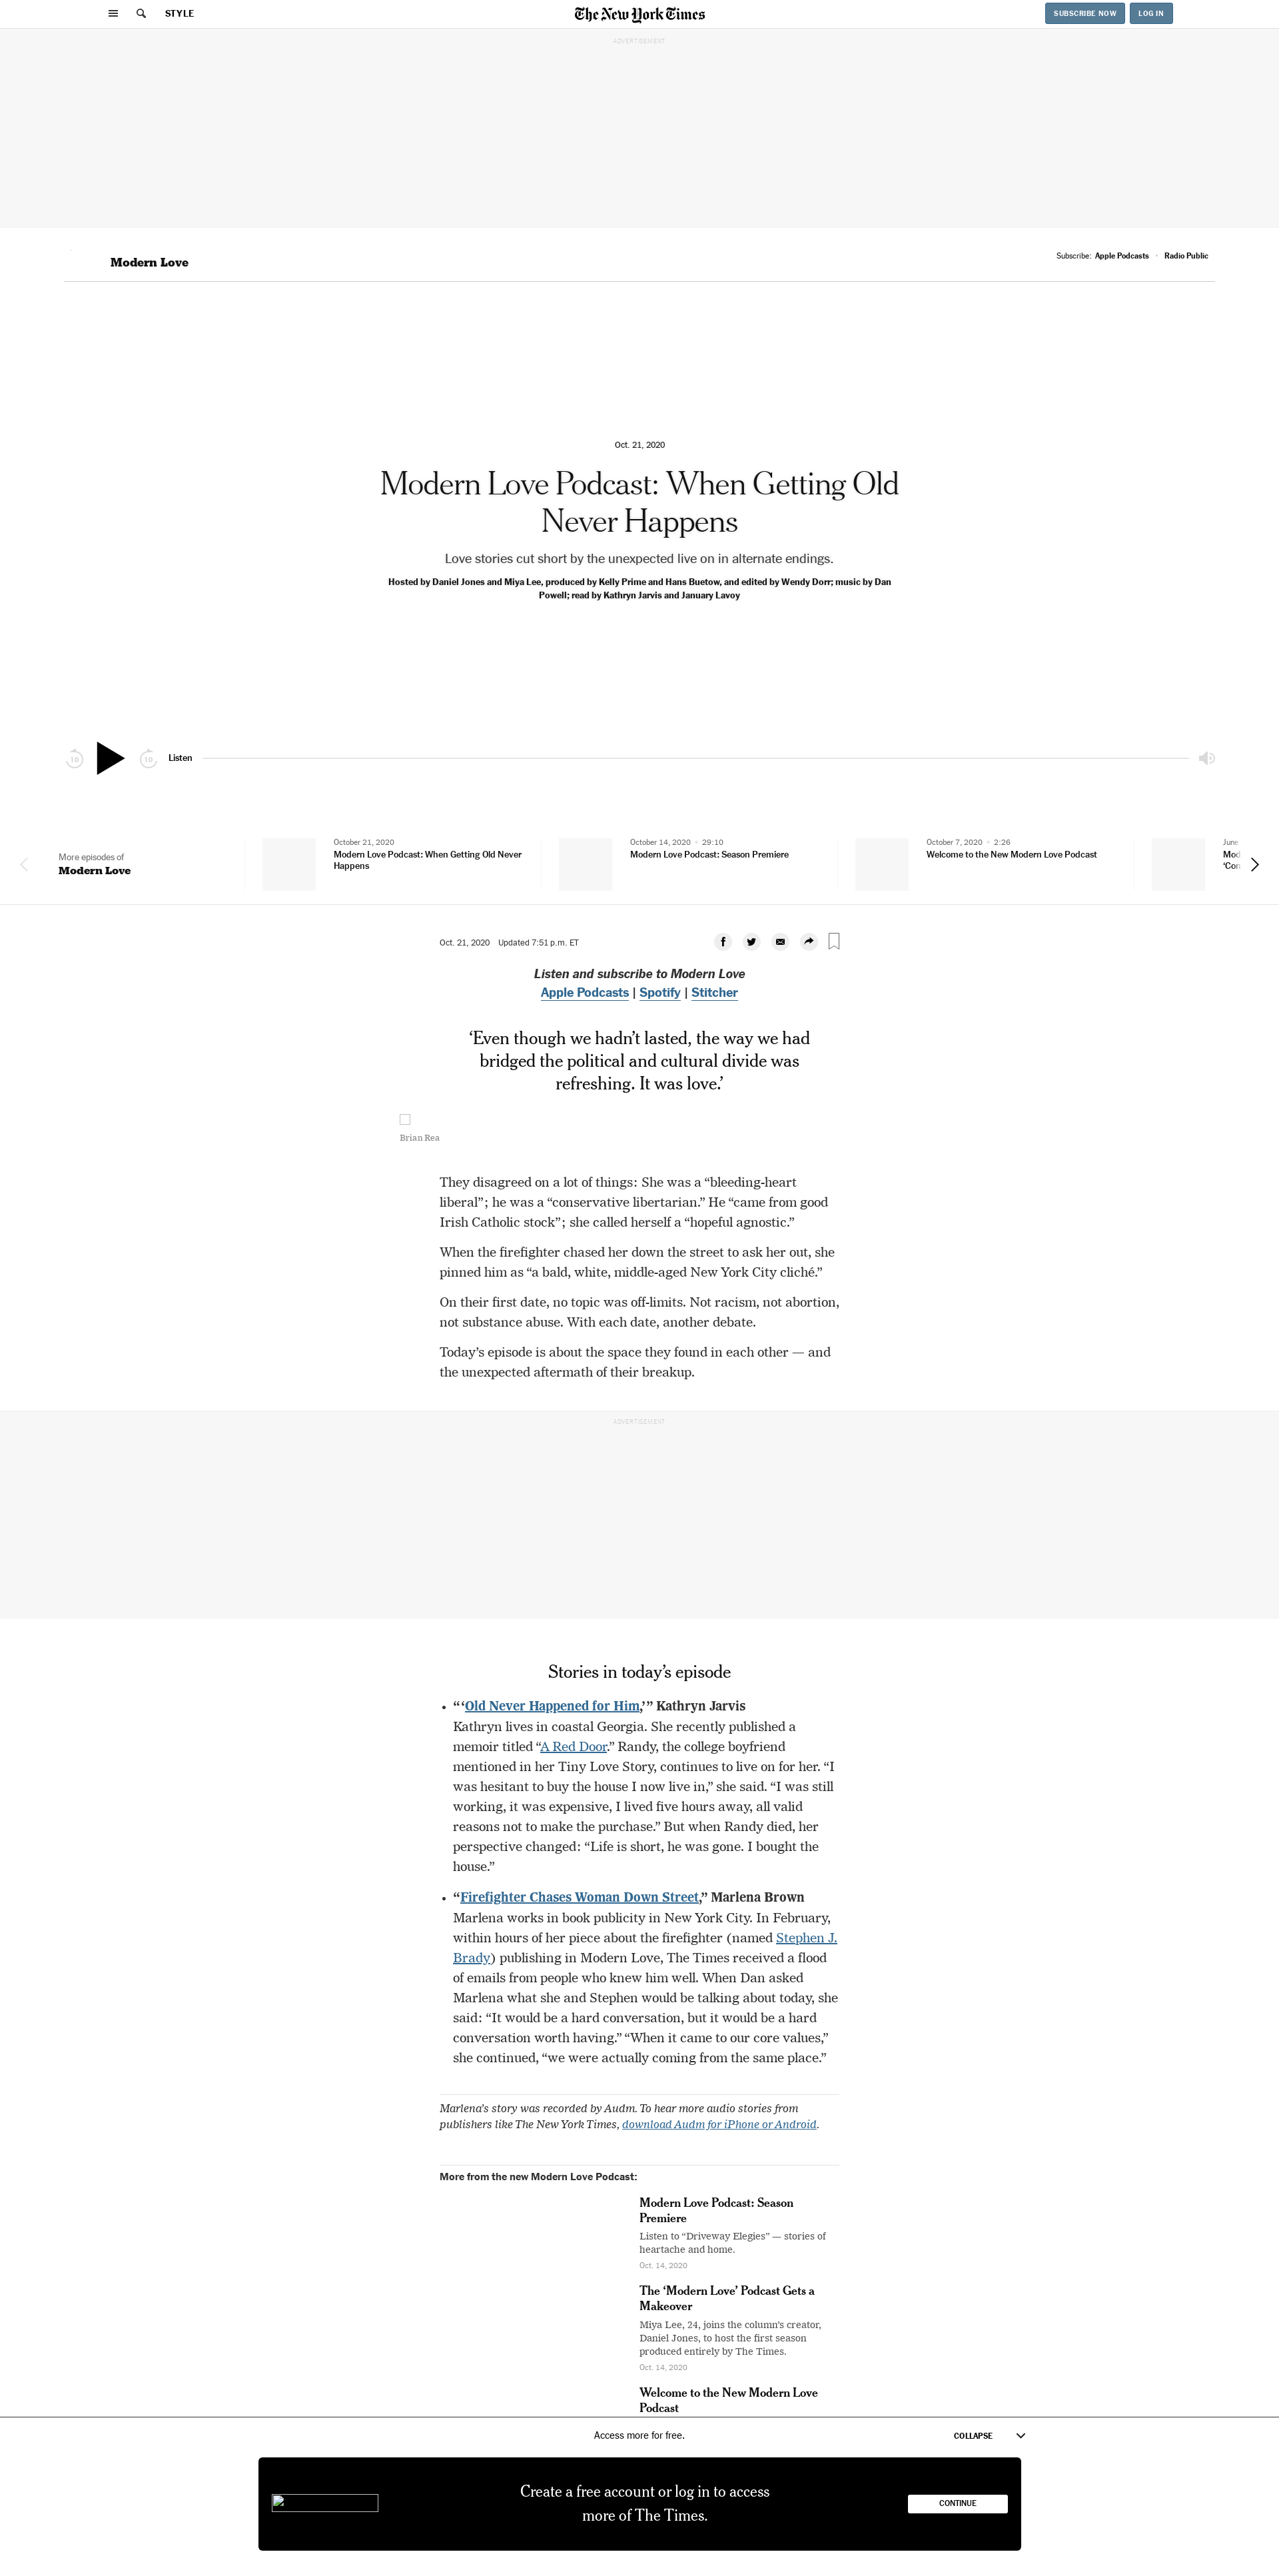 STYLE
The New York Times
SUBSCRIBE NOW
LOG IN
ADVERTISEMENT
Modern Love
Subscribe: Apple Podcasts • Radio Public
Oct. 21, 2020
Modern Love Podcast: When Getting Old
Never Happens
Love stories cut short by the unexpected live on in alternate endings.
Hosted by Daniel Jones and Miya Lee, produced by Kelly Prime and Hans Buetow, and edited by Wendy Dorr; music by Dan
Powell; read by Kathryn Jarvis and January Lavoy
10
10
Listen
More episodes of
Modern Love
October 21, 2020
Modern Love Podcast: When Getting Old Never
Happens
October 14, 2020 • 29:10
Modern Love Podcast: Season Premiere
October 7, 2020 • 2:26
Welcome to the New Modern Love Podcast
June
Mod
‘Con
Oct. 21, 2020 Updated 7:51 p.m. ET
Listen and subscribe to Modern Love
Apple Podcasts | Spotify | Stitcher
‘Even though we hadn’t lasted, the way we had
bridged the political and cultural divide was
refreshing. It was love.’
Brian Rea
They disagreed on a lot of things: She was a “bleeding-heart
liberal”; he was a “conservative libertarian.” He “came from good
Irish Catholic stock”; she called herself a “hopeful agnostic.”
When the firefighter chased her down the street to ask her out, she
pinned him as “a bald, white, middle-aged New York City cliché.”
On their first date, no topic was off-limits. Not racism, not abortion,
not substance abuse. With each date, another debate.
Today’s episode is about the space they found in each other — and
the unexpected aftermath of their breakup.
ADVERTISEMENT
Stories in today’s episode
• “‘Old Never Happened for Him,’” Kathryn Jarvis
Kathryn lives in coastal Georgia. She recently published a
memoir titled “A Red Door.” Randy, the college boyfriend
mentioned in her Tiny Love Story, continues to live on for her. “I
was hesitant to buy the house I now live in,” she said. “I was still
working, it was expensive, I lived five hours away, all valid
reasons not to make the purchase.” But when Randy died, her
perspective changed: “Life is short, he was gone. I bought the
house.”
• “Firefighter Chases Woman Down Street,” Marlena Brown
Marlena works in book publicity in New York City. In February,
within hours of her piece about the firefighter (named Stephen J.
Brady) publishing in Modern Love, The Times received a flood
of emails from people who knew him well. When Dan asked
Marlena what she and Stephen would be talking about today, she
said: “It would be a hard conversation, but it would be a hard
conversation worth having.” “When it came to our core values,”
she continued, “we were actually coming from the same place.”
Marlena’s story was recorded by Audm. To hear more audio stories from
publishers like The New York Times, download Audm for iPhone or Android.
More from the new Modern Love Podcast:
Modern Love Podcast: Season
Premiere
Listen to “Driveway Elegies” — stories of
heartache and home.
Oct. 14, 2020
The ‘Modern Love’ Podcast Gets a
Makeover
Miya Lee, 24, joins the column’s creator,
Daniel Jones, to host the first season
produced entirely by The Times.
Oct. 14, 2020
Welcome to the New Modern Love
Podcast
Access more for free.
COLLAPSE
Create a free account or log in to access
more of The Times.
CONTINUE